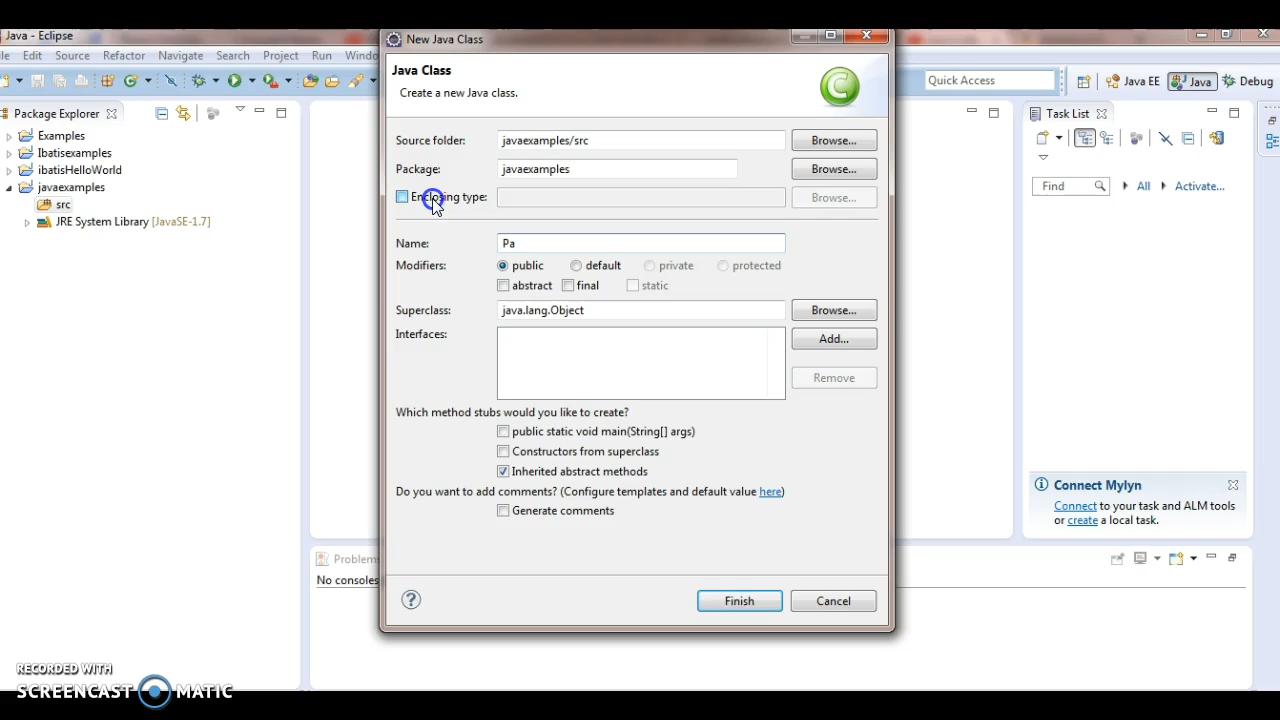 Java - Eclipse
New Java Class
le Edit Source Refactor Navigate Search Project Run Windo
Java Class
Create a new Java class.
Quick Access
Java EE
Java
Debug
Package Explorer
Examples
Ibatisexamples
ibatisHelloWorld
javaexamples
src
JRE System Library [JavaSE-1.7]
Source folder: javaexamples/src Browse...
Package: javaexamples Browse...
Enclosing type: Browse...
Name: Pa
Modifiers: public default private protected
abstract final static
Superclass: java.lang.Object Browse...
Interfaces: Add...
Remove
Which method stubs would you like to create?
public static void main(String[] args)
Constructors from superclass
Inherited abstract methods
Do you want to add comments? (Configure templates and default value here)
Generate comments
Finish Cancel
Task List
Find All Activate...
Connect Mylyn
Connect to your task and ALM tools
or create a local task.
Problems
No consoles
RECORDED WITH
SCREENCAST MATIC